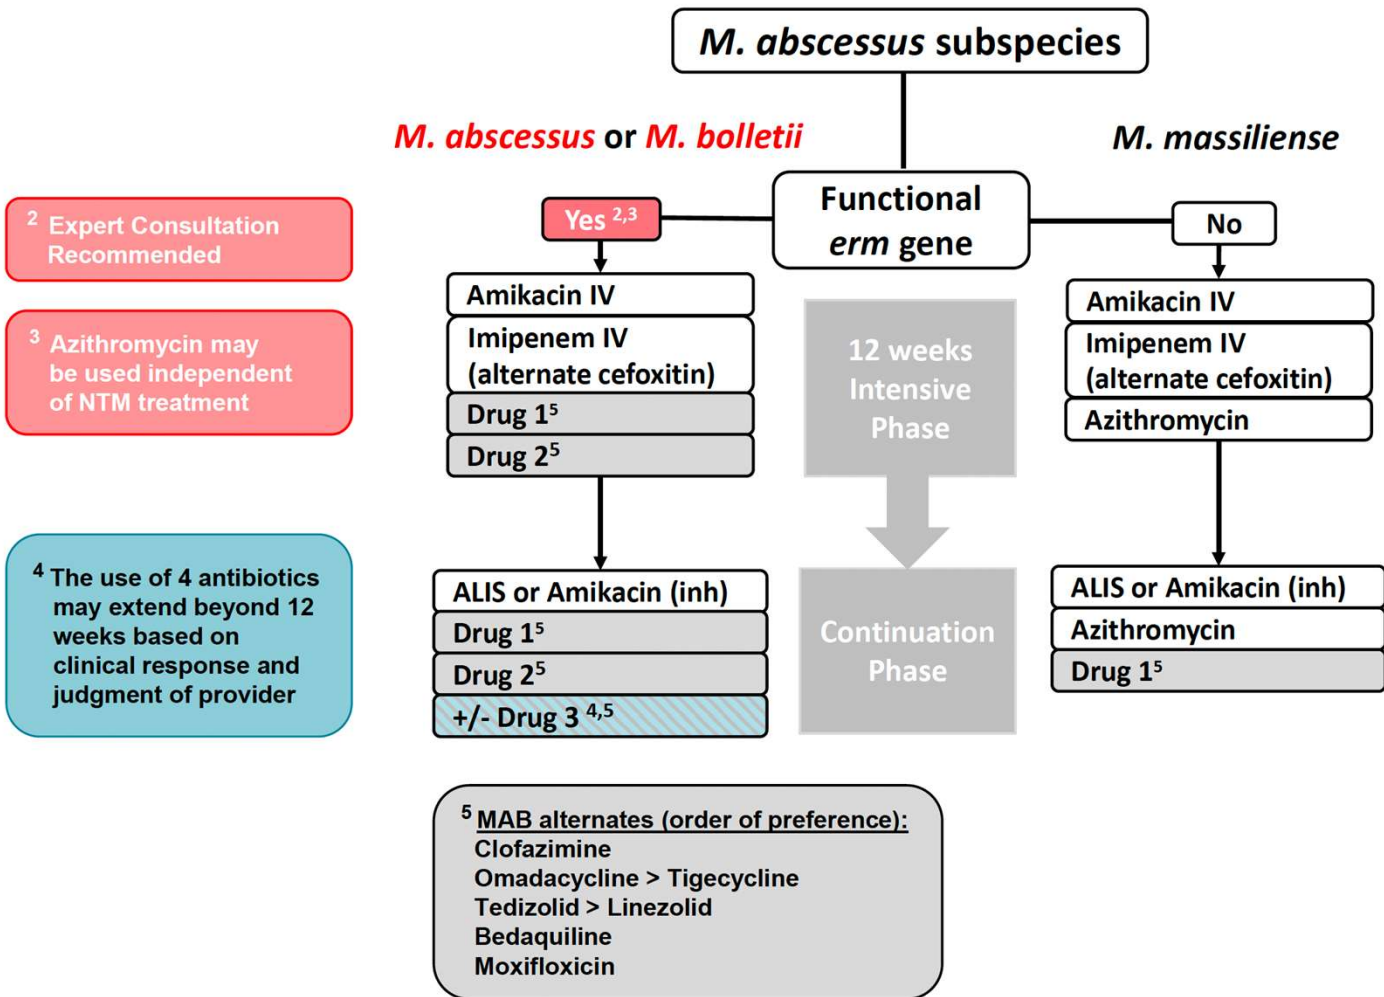 M. abscessus subspecies
M. abscessus or M. bolletii
M. massiliense
Functional
erm gene
Yes 2,3
No
2 Expert Consultation
Recommended
3 Azithromycin may
be used independent
of NTM treatment
Amikacin IV
Imipenem IV
(alternate cefoxitin)
Drug 1⁵
Drug 2⁵
12 weeks
Intensive
Phase
Amikacin IV
Imipenem IV
(alternate cefoxitin)
Azithromycin
4 The use of 4 antibiotics
may extend beyond 12
weeks based on
clinical response and
judgment of provider
ALIS or Amikacin (inh)
Drug 1⁵
Drug 2⁵
+/- Drug 3 4,5
Continuation
Phase
ALIS or Amikacin (inh)
Azithromycin
Drug 1⁵
5 MAB alternates (order of preference):
Clofazimine
Omadacycline > Tigecycline
Tedizolid > Linezolid
Bedaquiline
Moxifloxicin